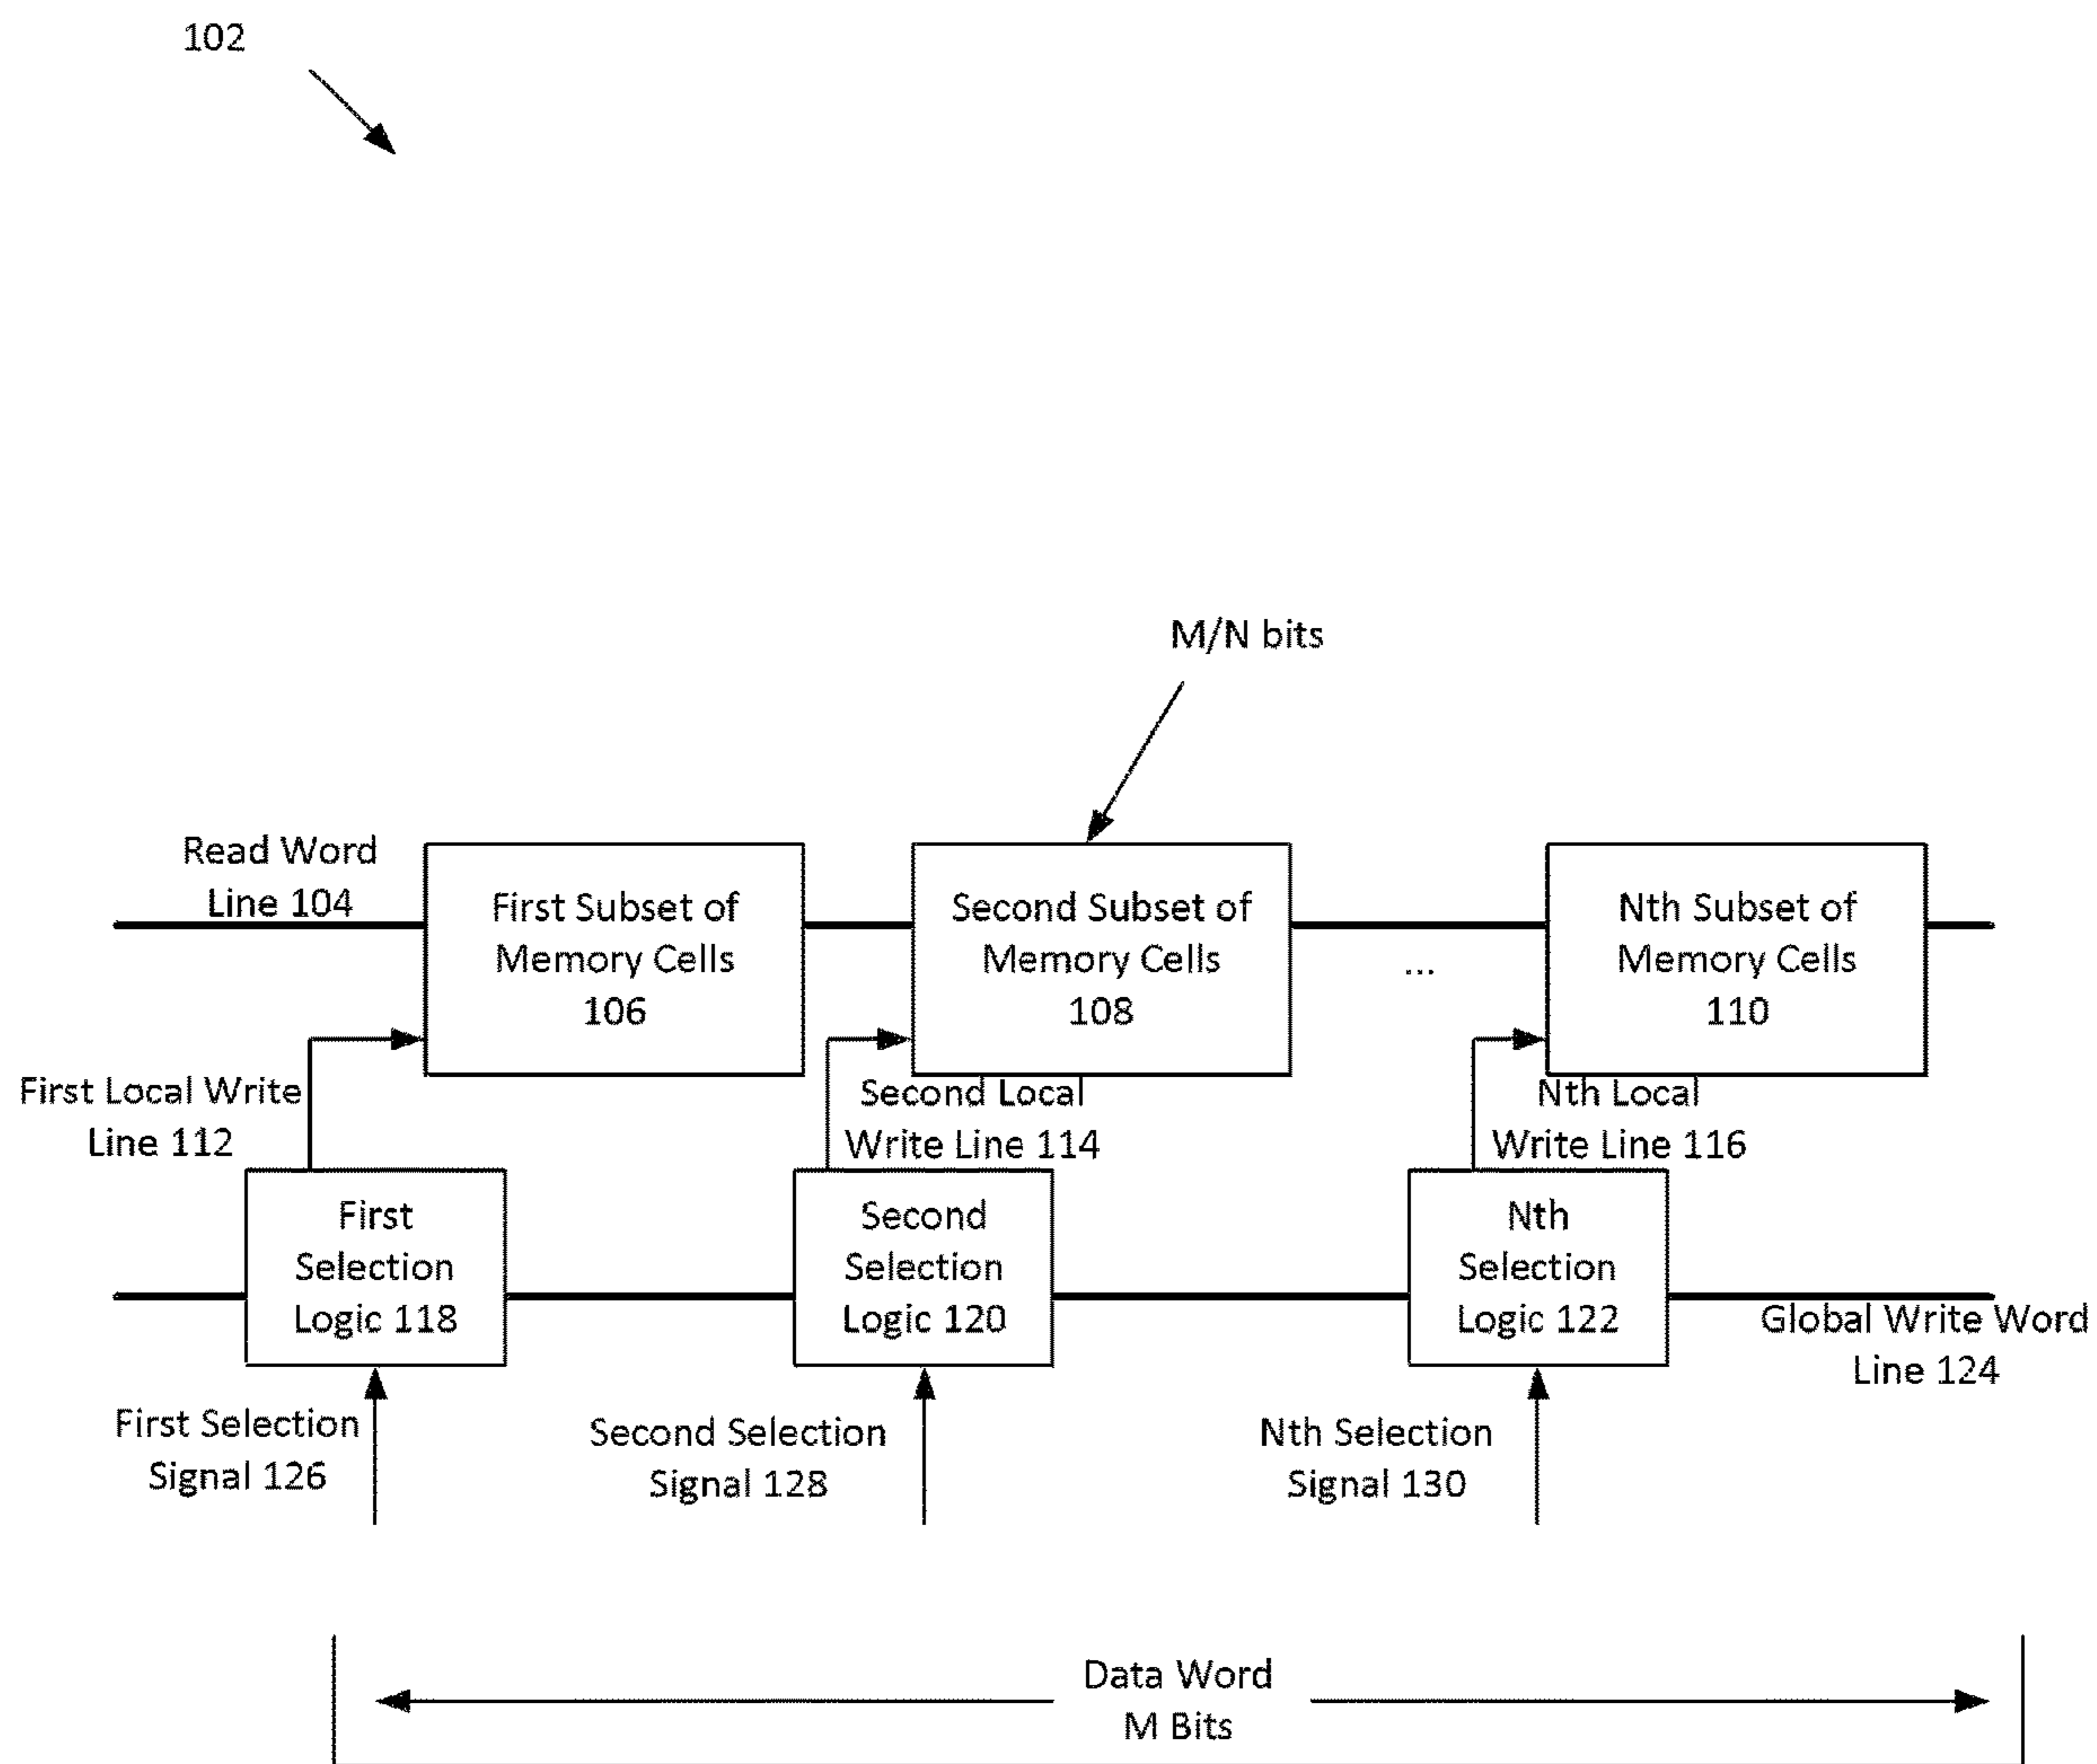 102
M/N bits
Read Word
Line 104
First Subset of
Memory Cells
106
Second Subset of
Memory Cells
108
...
Nth Subset of
Memory Cells
110
First Local Write
Line 112
Second Local
Write Line 114
Nth Local
Write Line 116
First
Selection
Logic 118
Second
Selection
Logic 120
Nth
Selection
Logic 122
Global Write Word
Line 124
First Selection
Signal 126
Second Selection
Signal 128
Nth Selection
Signal 130
Data Word
M Bits